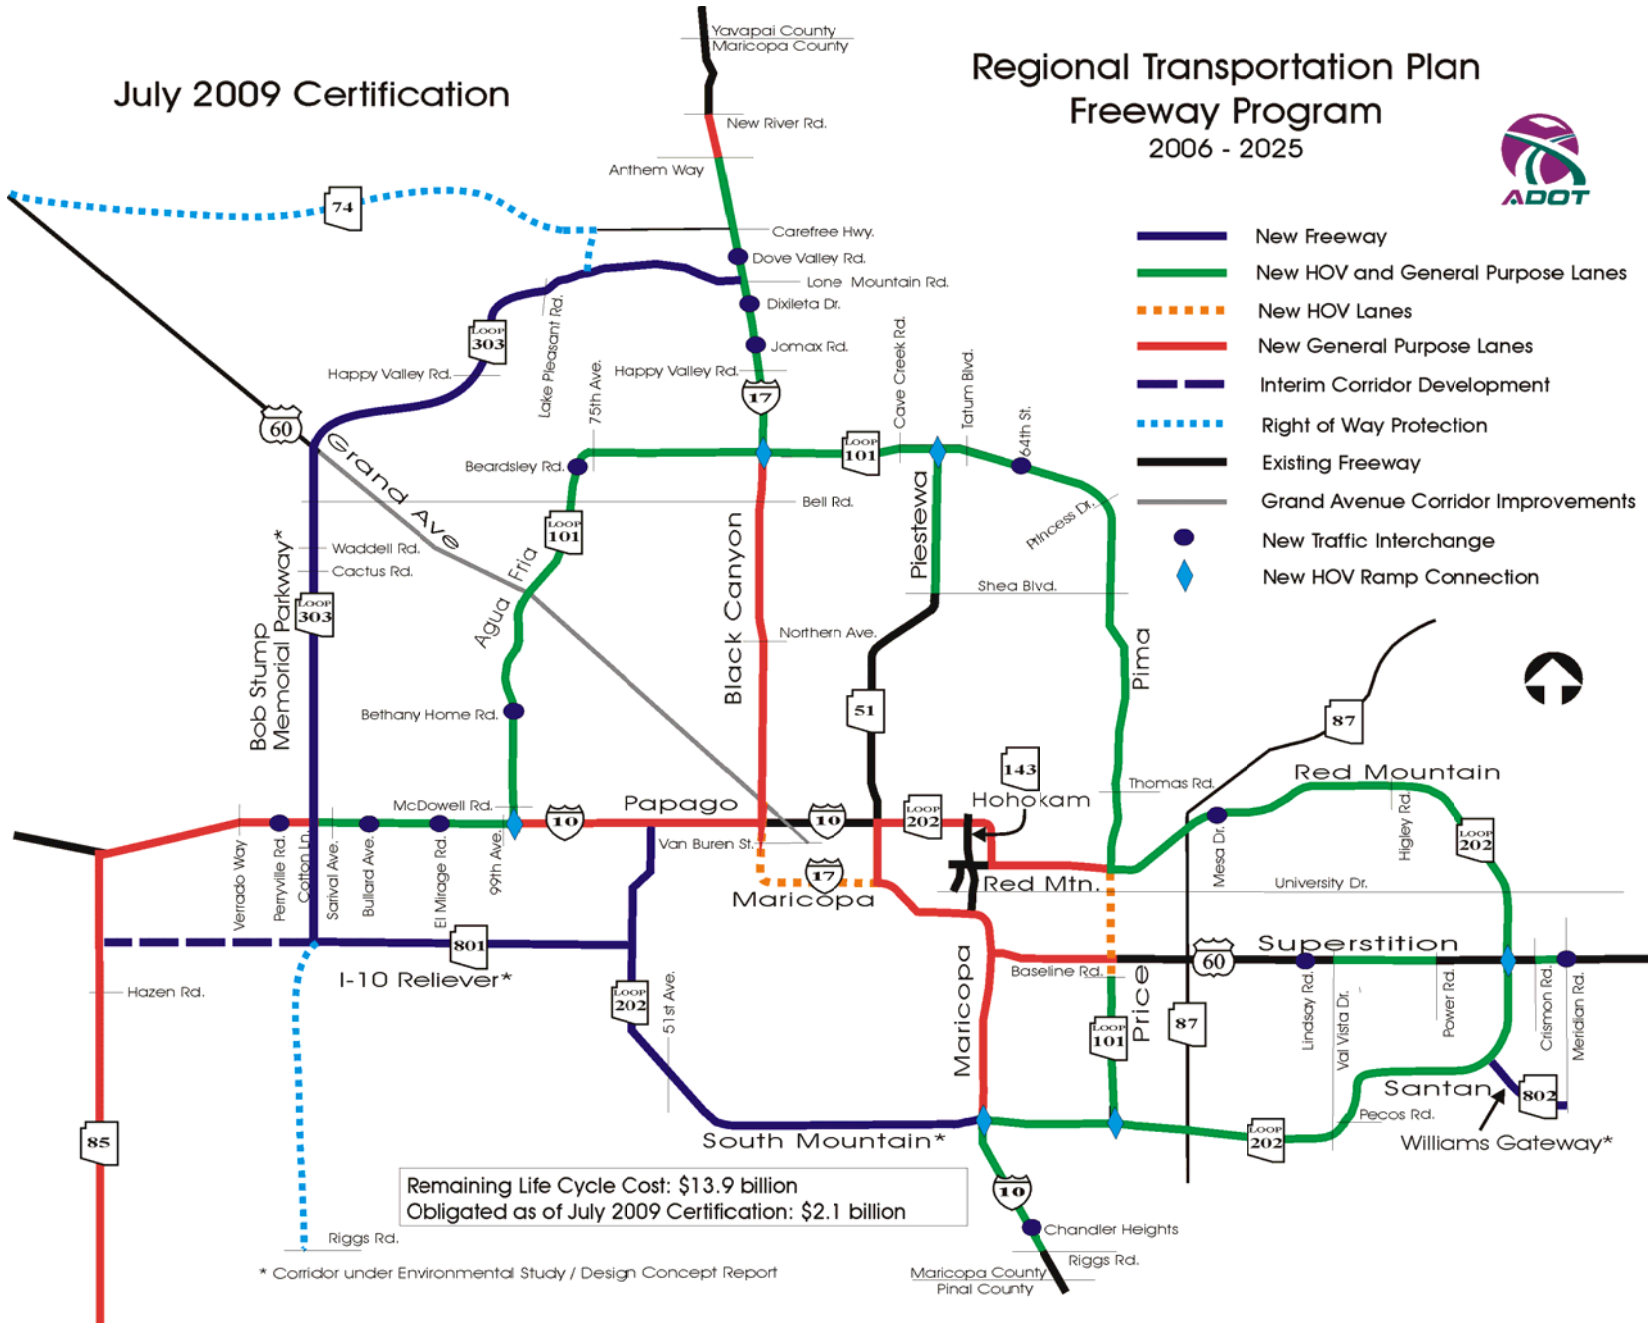 Yavapai County
Maricopa County
July 2009 Certification
Regional Transportation Plan
Freeway Program
2006 - 2025
ADOT
New River Rd.
Anthem Way
74
Carefree Hwy.
Dove Valley Rd.
Lone Mountain Rd.
Dixileta Dr.
Jomax Rd.
Happy Valley Rd.
New Freeway
New HOV and General Purpose Lanes
New HOV Lanes
New General Purpose Lanes
Interim Corridor Development
Right of Way Protection
Existing Freeway
Grand Avenue Corridor Improvements
New Traffic Interchange
New HOV Ramp Connection
LOOP
303
Lake Pleasant Rd.
Happy Valley Rd.
75th Ave.
17
Cave Creek Rd.
Tatum Blvd.
64th St.
60
Grand Ave
Beardsley Rd.
LOOP
101
Bell Rd.
Princess Dr.
LOOP
101
Waddell Rd.
Cactus Rd.
Agua Fria
Black Canyon
Piestewa
Shea Blvd.
LOOP
303
Bob Stump
Memorial Parkway*
Northern Ave.
Pima
51
Bethany Home Rd.
87
143
Hohokam
Thomas Rd.
Red Mountain
McDowell Rd.
Papago
10
10
LOOP
202
Higley Rd.
LOOP
202
Verrado Way
Perryville Rd.
Cotton Ln.
Sarival Ave.
Bullard Ave.
El Mirage Rd.
99th Ave.
Van Buren St.
17
Maricopa
Red Mtn.
Mesa Dr.
University Dr.
801
I-10 Reliever*
Hazen Rd.
LOOP
202
51st Ave.
Maricopa
Baseline Rd.
60
Superstition
Price
LOOP
101
87
Lindsay Rd.
Val Vista Dr.
Power Rd.
Crismon Rd.
Meridian Rd.
Santan
802
Pecos Rd.
Williams Gateway*
85
South Mountain*
LOOP
202
Remaining Life Cycle Cost: $13.9 billion
Obligated as of July 2009 Certification: $2.1 billion
10
Chandler Heights
Riggs Rd.
Riggs Rd.
* Corridor under Environmental Study / Design Concept Report
Maricopa County
Pinal County